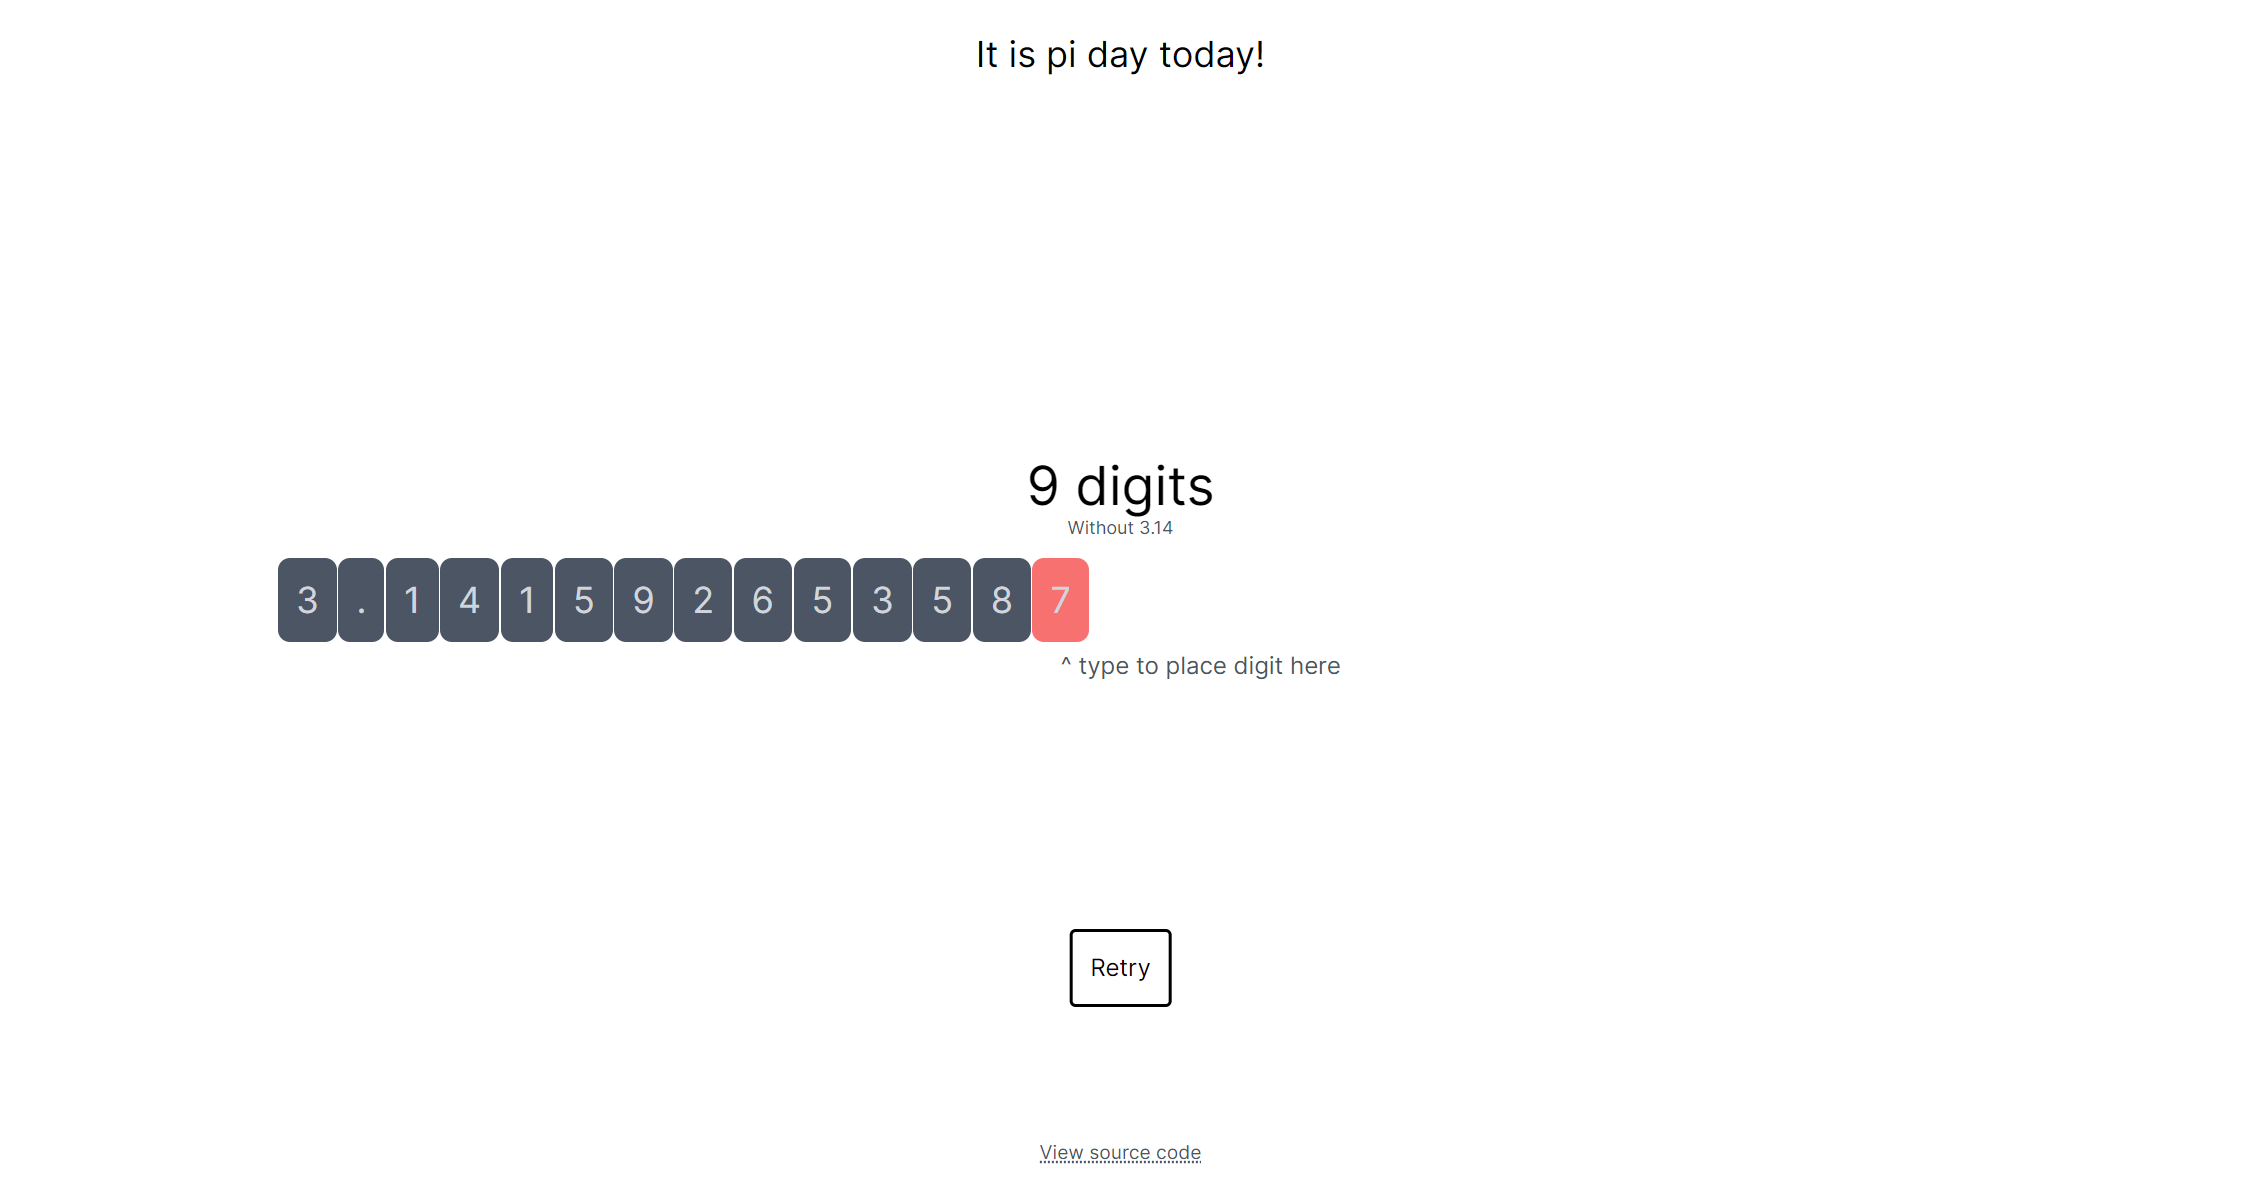 It is pi day today!
9 digits
Without 3.14
3 . 1 4 1 5 9 2 6 5 3 5 8 7
^ type to place digit here
Retry
View source code